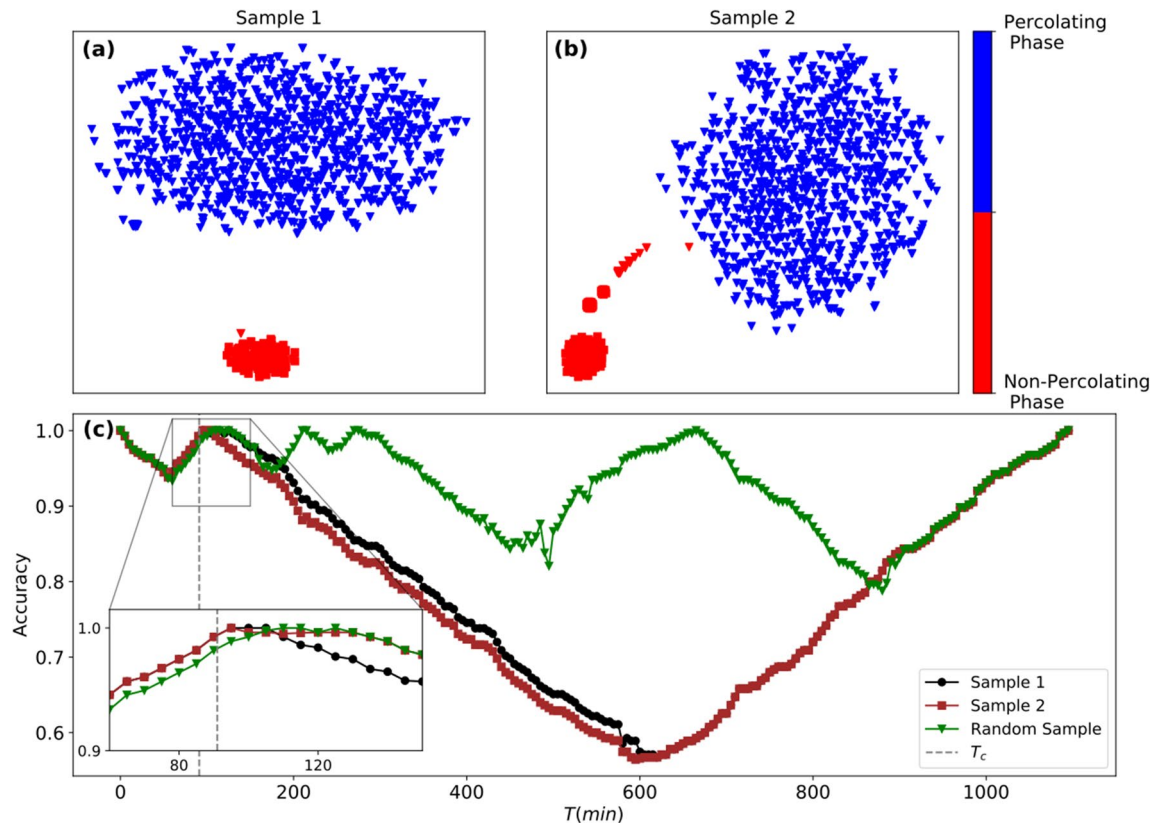 Sample 1
Sample 2
(a)
(b)
Percolating
Phase
Non-Percolating
Phase
(c)
1.0
0.9
0.8
0.7
0.6
Accuracy
1.0
0.9
80
120
Sample 1
Sample 2
Random Sample
T_c
0
200
400
600
800
1000
T(min)